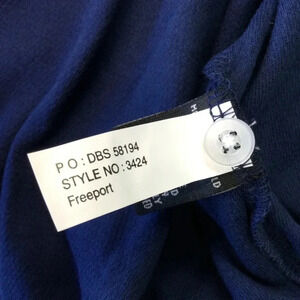 P O : DBS 58194
STYLE NO : 3424
Freeport